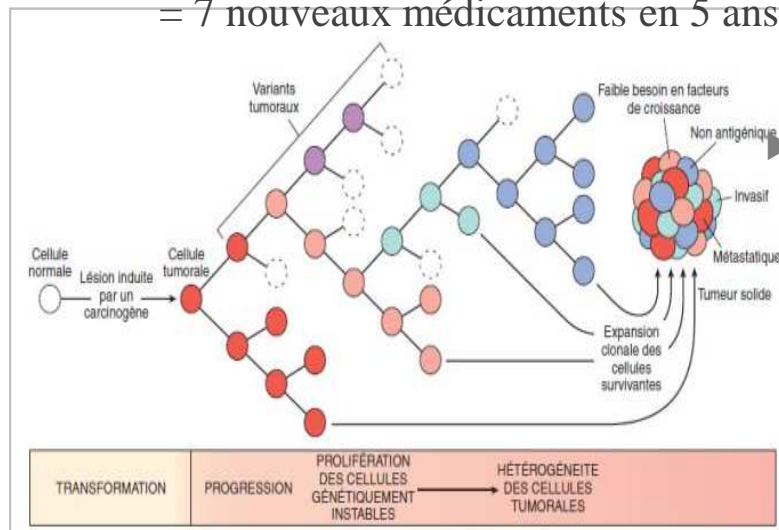 = 7 nouveaux médicaments en 5 ans
Variants
tumoraux
Faible besoin en facteurs
de croissance
Non antigénique
Invasif
Métastatique
Tumeur solide
Cellule
normale
Lésion induite
par un
carcinogène
Cellule
tumorale
Expansion
clonale des
cellules
survivantes
TRANSFORMATION
PROGRESSION
PROLIFÉRATION
DES CELLULES
GÉNÉTIQUEMENT
INSTABLES
HÉTÉROGÉNEITE
DES CELLULES
TUMORALES